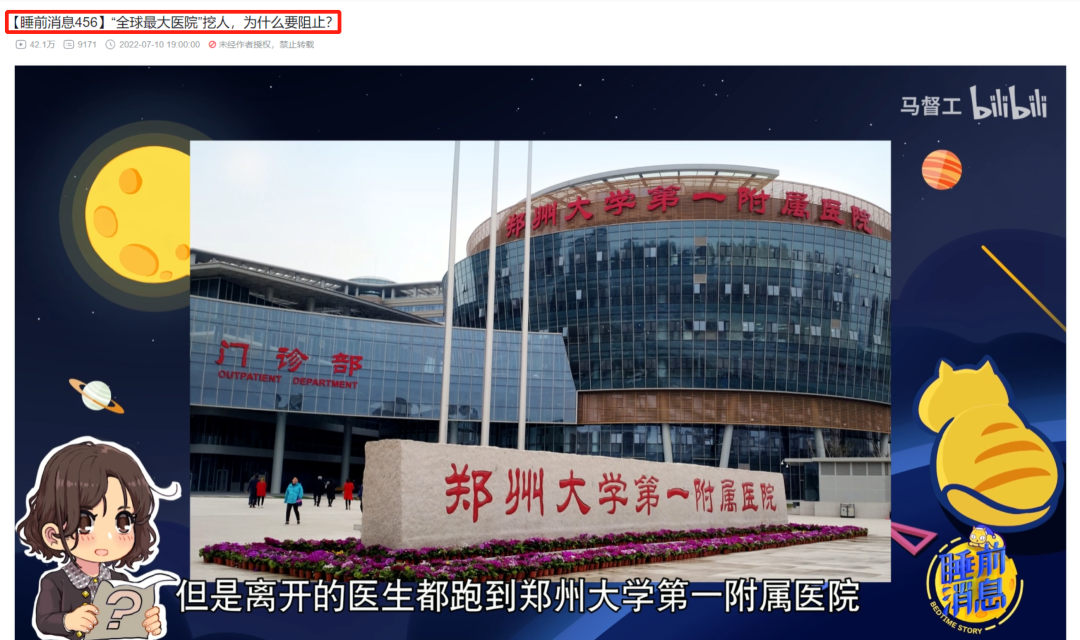 【睡前消息456】“全球最大医院”挖人，为什么要阻止？
42.1万 9171 2022-07-10 19:00:00 未经作者授权，禁止转载
马督工 bilibili
郑州大学第一附属医院
门诊部
OUTPATIENT DEPARTMENT
郑州大学第一附属医院
?
睡前
消息
BEDTIME STORY
但是离开的医生都跑到郑州大学第一附属医院